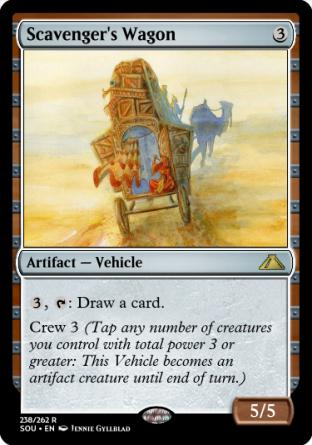 Scavenger's Wagon 3
Artifact — Vehicle
3, T: Draw a card.
Crew 3 (Tap any number of creatures
you control with total power 3 or
greater: This Vehicle becomes an
artifact creature until end of turn.)
5/5
238/262 R
SOU • EN Jennie Gyllblad